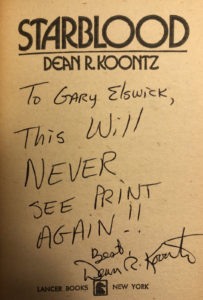 STARBLOOD
DEAN R. KOONTZ
To GARY Elswick,
This Will
NEVER
SEE PRINT
AGAIN!!
Best,
Dean R. Koontz
LANCER BOOKS NEW YORK